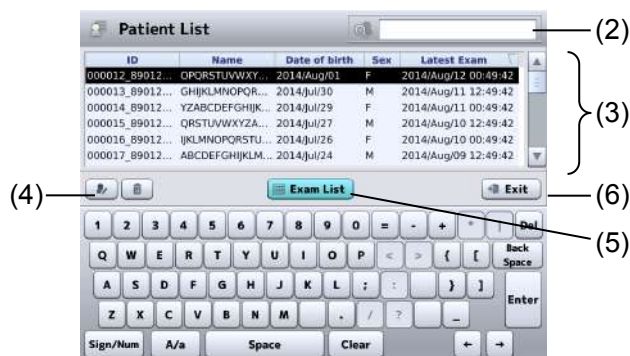 Patient List
(2)
ID Name Date of birth Sex Latest Exam
000012_89012... OPQRSTUVWXY... 2014/Aug/01 F 2014/Aug/12 00:49:42
000013_89012... GHIJKLMNOPQR... 2014/Jul/30 M 2014/Aug/11 12:49:42
000014_89012... YZABCDEFGHIJK... 2014/Jul/29 F 2014/Aug/11 00:49:42
(3)
000015_89012... QRSTUVWXYZA... 2014/Jul/27 M 2014/Aug/10 12:49:42
000016_89012... IJKLMNOPQRSTU... 2014/Jul/26 F 2014/Aug/10 00:49:42
000017_89012... ABCDEFGHIJKLM... 2014/Jul/24 M 2014/Aug/09 12:49:42
(4)
Exam List
Exit
(6)
(5)
1 2 3 4 5 6 7 8 9 0 = - + * | Del
Q W E R T Y U I O P < > { [ Back Space
A S D F G H J K L ; : } ] Enter
Z X C V B N M . / ? _
Sign/Num A/a Space Clear ← →